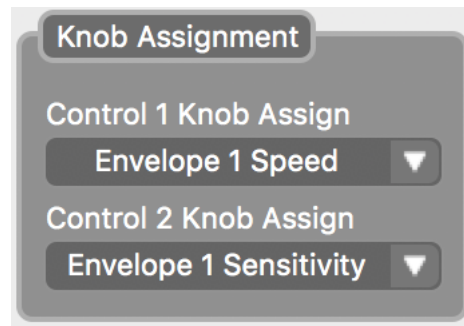 Knob Assignment
Control 1 Knob Assign
Envelope 1 Speed
Control 2 Knob Assign
Envelope 1 Sensitivity